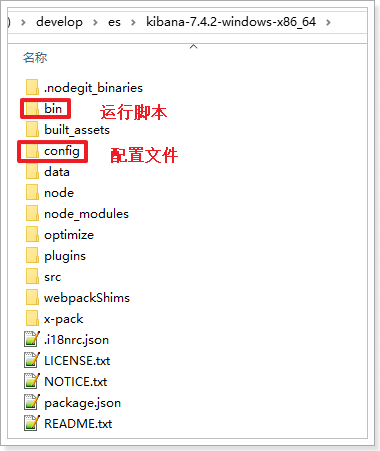 ) › develop › es › kibana-7.4.2-windows-x86_64 ›
名称
.nodegit_binaries
bin 运行脚本
built_assets
config 配置文件
data
node
node_modules
optimize
plugins
src
webpackShims
x-pack
.i18nrc.json
LICENSE.txt
NOTICE.txt
package.json
README.txt